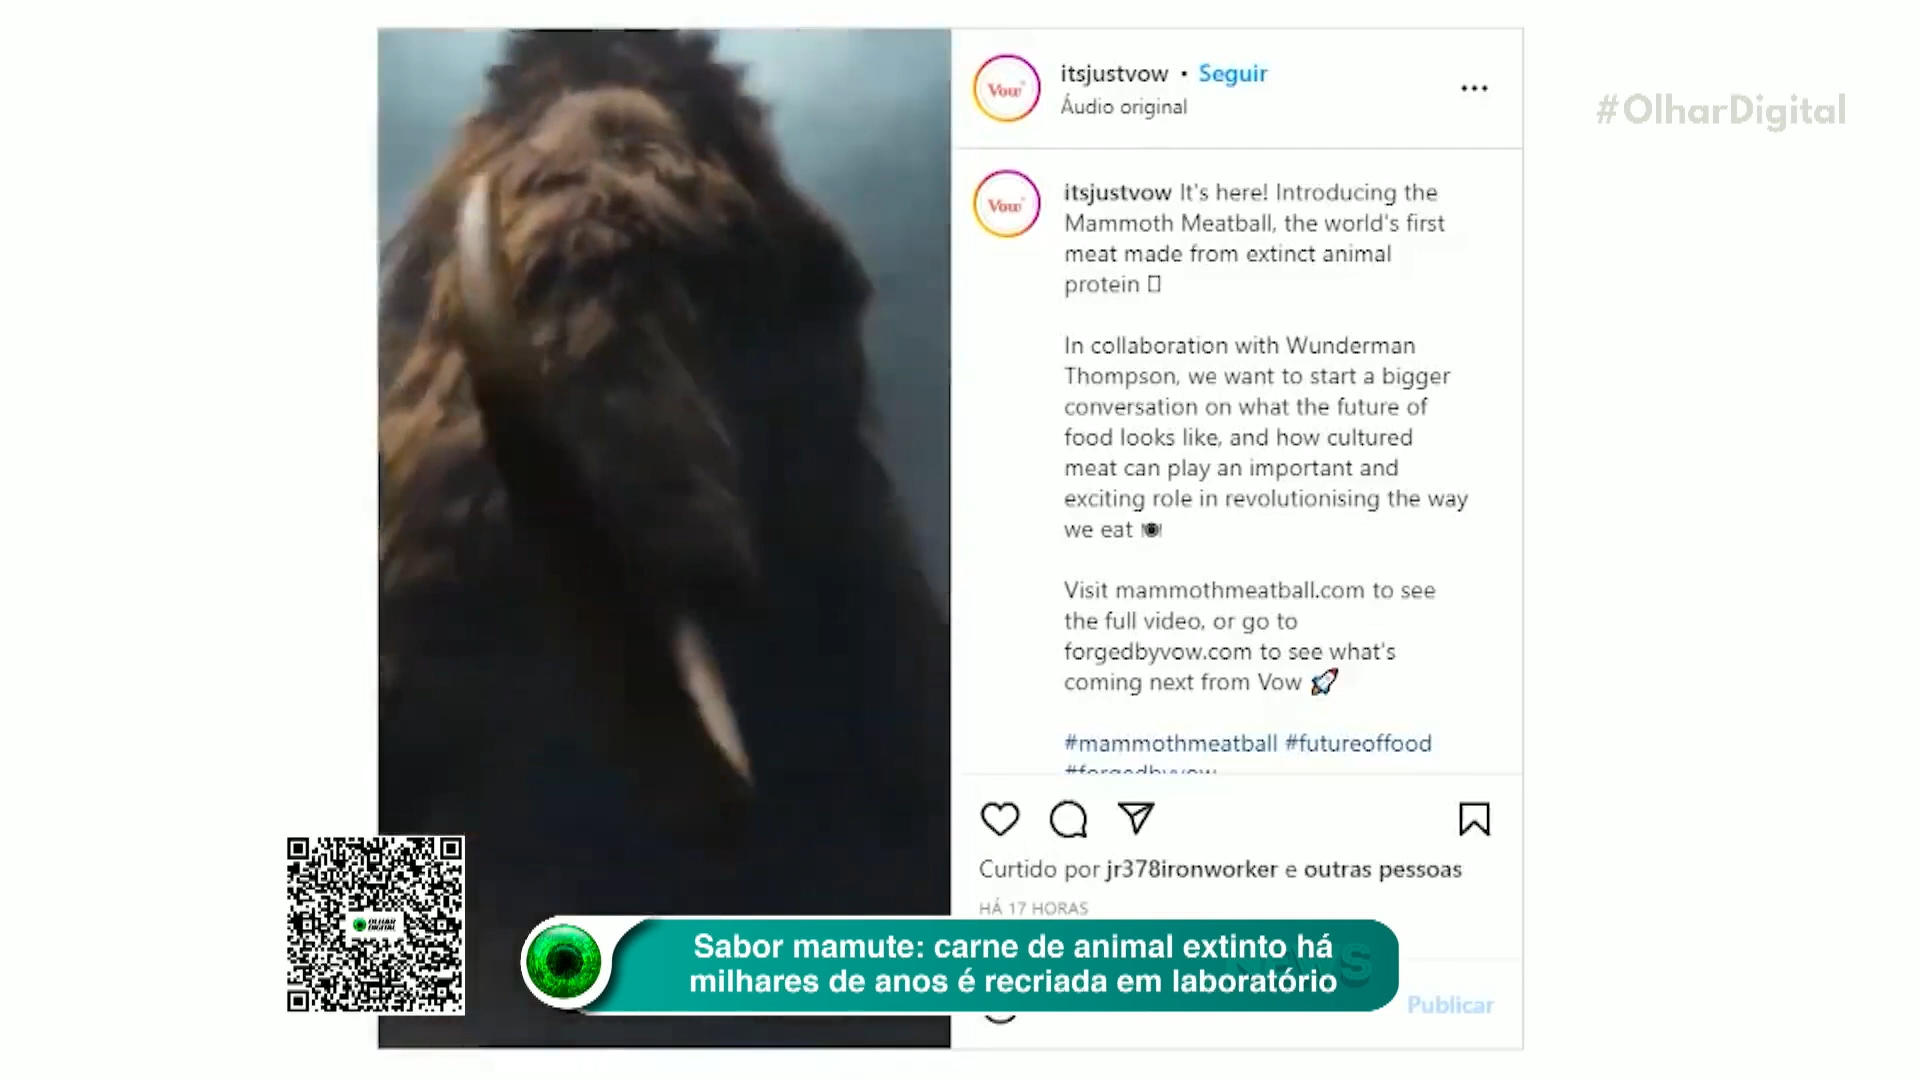 #OlharDigital
Vow
itsjustvow • Seguir
Áudio original
Vow
itsjustvow It's here! Introducing the
Mammoth Meatball, the world's first
meat made from extinct animal
protein
In collaboration with Wunderman
Thompson, we want to start a bigger
conversation on what the future of
food looks like, and how cultured
meat can play an important and
exciting role in revolutionising the way
we eat 🍽
Visit mammothmeatball.com to see
the full video, or go to
forgedbyvow.com to see what's
coming next from Vow 🚀
#mammothmeatball #futureoffood
#forgedbyvow
Curtido por jr378ironworker e outras pessoas
HÁ 17 HORAS
OLHAR
DIGITAL
Sabor mamute: carne de animal extinto há
milhares de anos é recriada em laboratório
Publicar